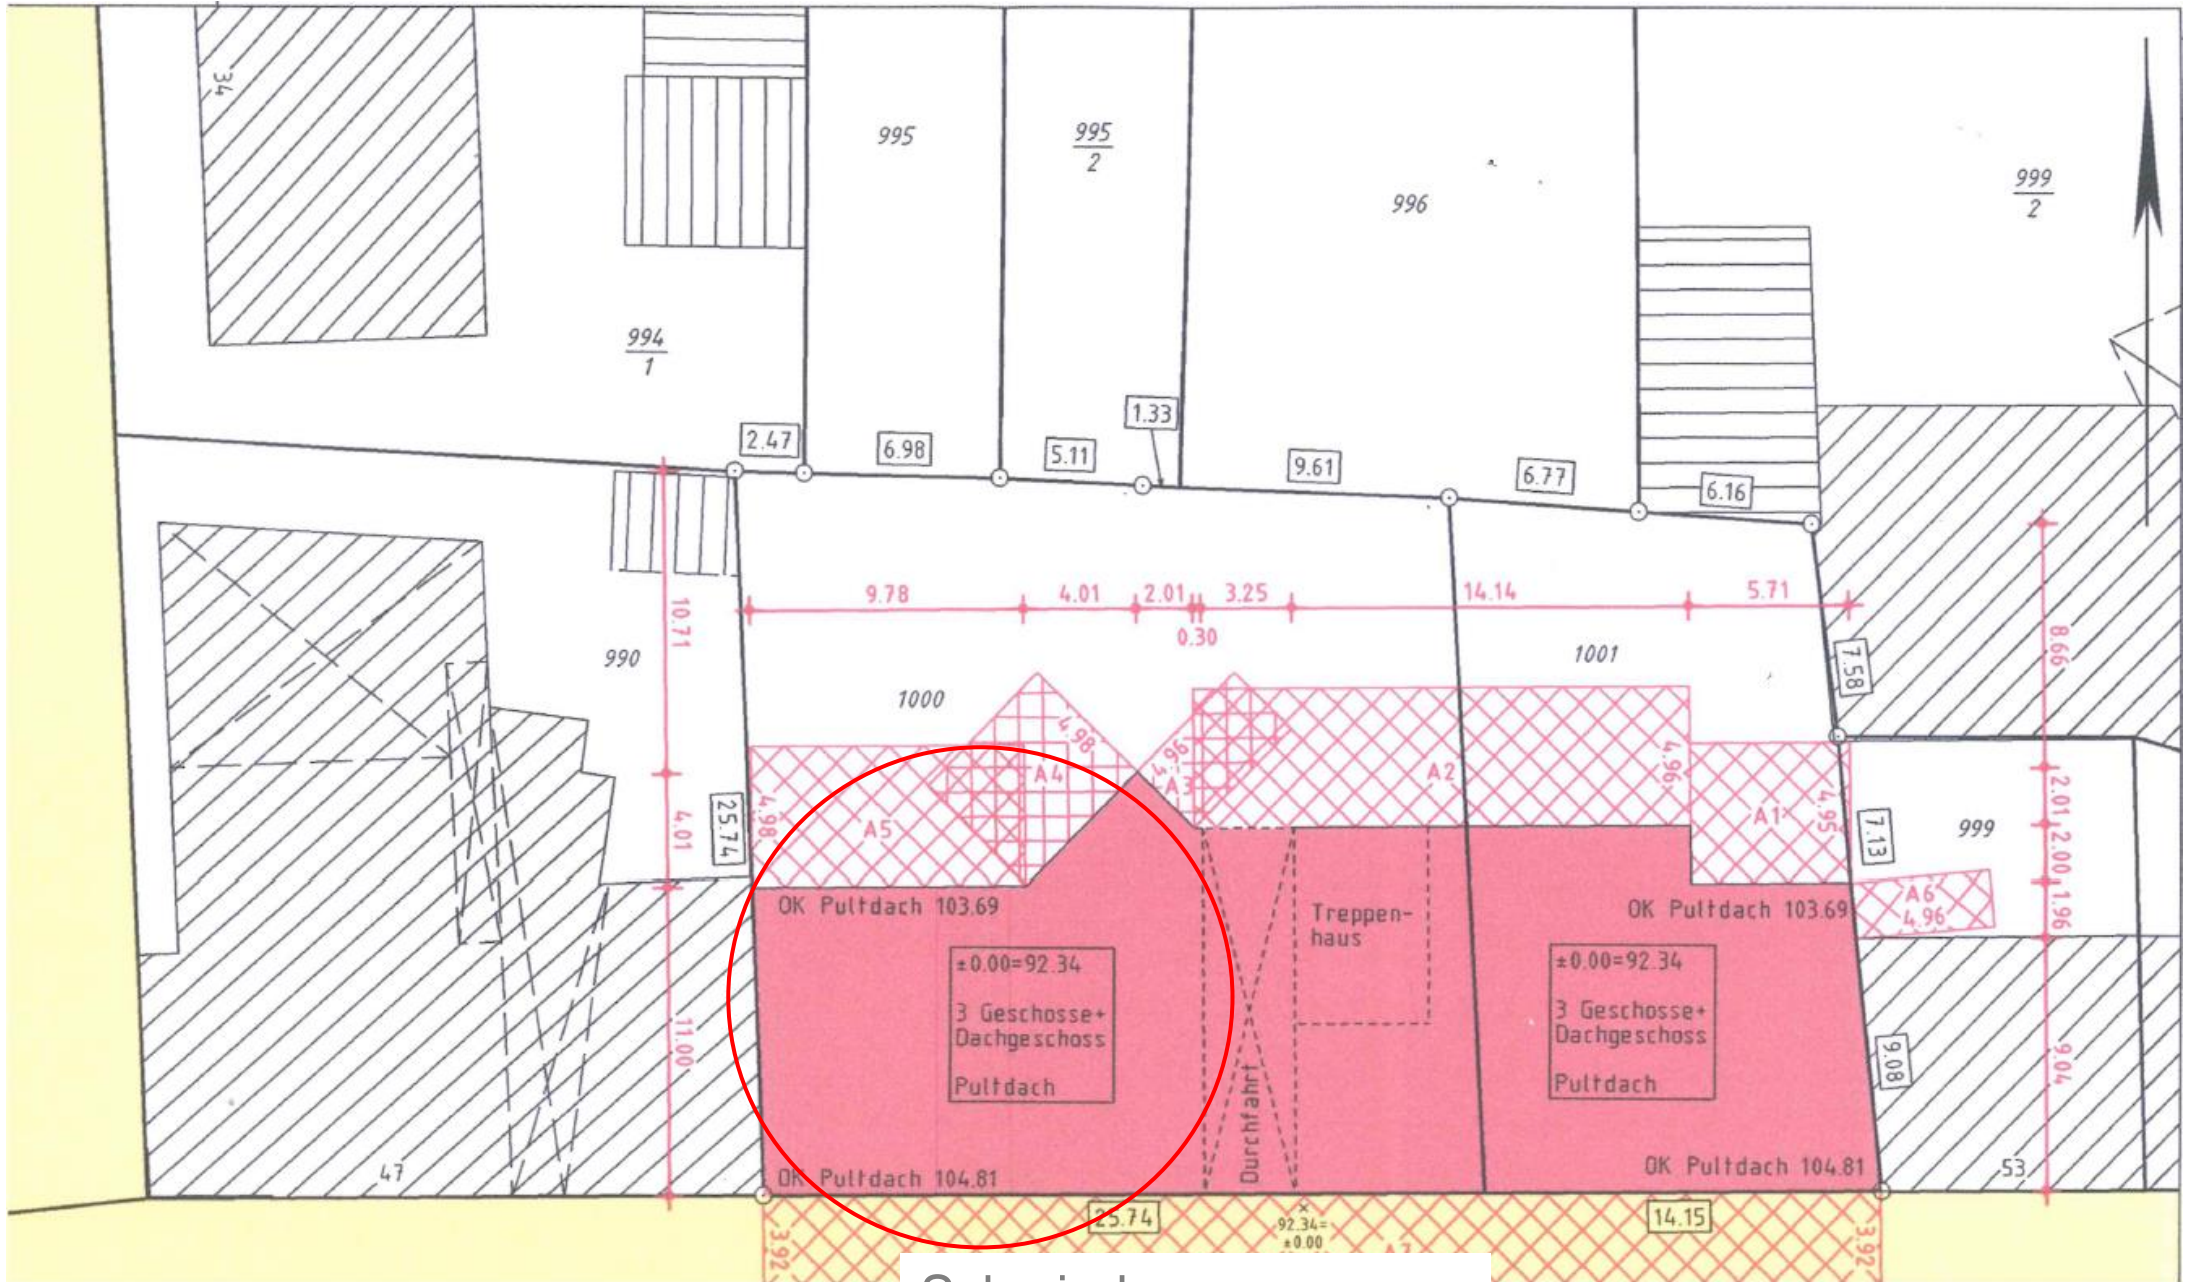 34
995
995
2
996
999
2
994
1
1.33
2.47
6.98
5.11
9.61
6.77
6.16
9.78
4.01
2.01
3.25
14.14
5.71
0.30
10.71
990
1000
1001
8.66
7.58
4.98
4.96
A4
A3
A2
4.96
A1
4.95
4.98
A5
4.01
25.74
7.13
999
2.01
2.00
1.96
A6
4.96
OK Pultdach 103.69
Treppen-
haus
OK Pultdach 103.69
±0.00=92.34
3 Geschosse+
Dachgeschoss
Pultdach
±0.00=92.34
3 Geschosse+
Dachgeschoss
Pultdach
11.00
Durchfahrt
9.08
9.04
47
OK Pultdach 104.81
OK Pultdach 104.81
53
25.74
92.34=
±0.00
14.15
3.92
3.92